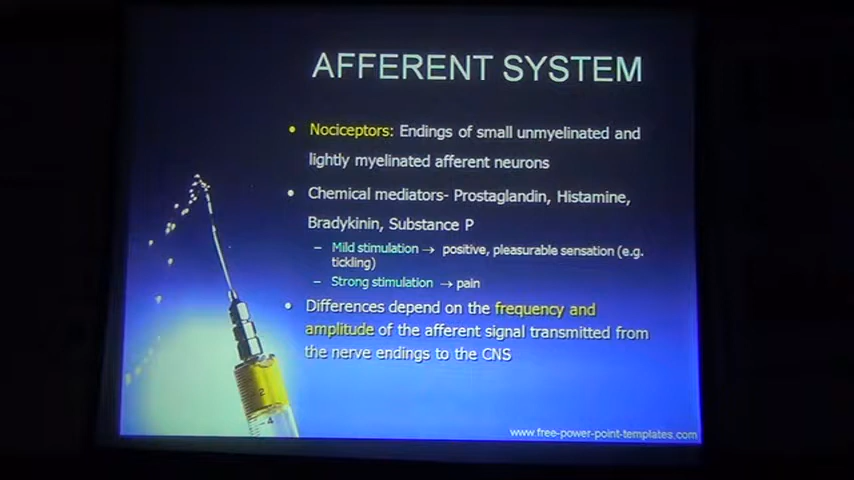 AFFERENT SYSTEM
• Nociceptors: Endings of small unmyelinated and
lightly myelinated afferent neurons
• Chemical mediators- Prostaglandin, Histamine,
Bradykinin, Substance P
– Mild stimulation → positive, pleasurable sensation (e.g.
tickling)
– Strong stimulation → pain
• Differences depend on the frequency and
amplitude of the afferent signal transmitted from
the nerve endings to the CNS
2
4
www.free-power-point-templates.com